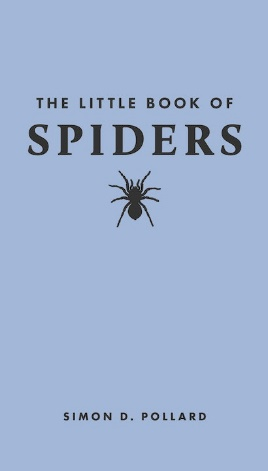 THE LITTLE BOOK OF
SPIDERS
SIMON D. POLLARD